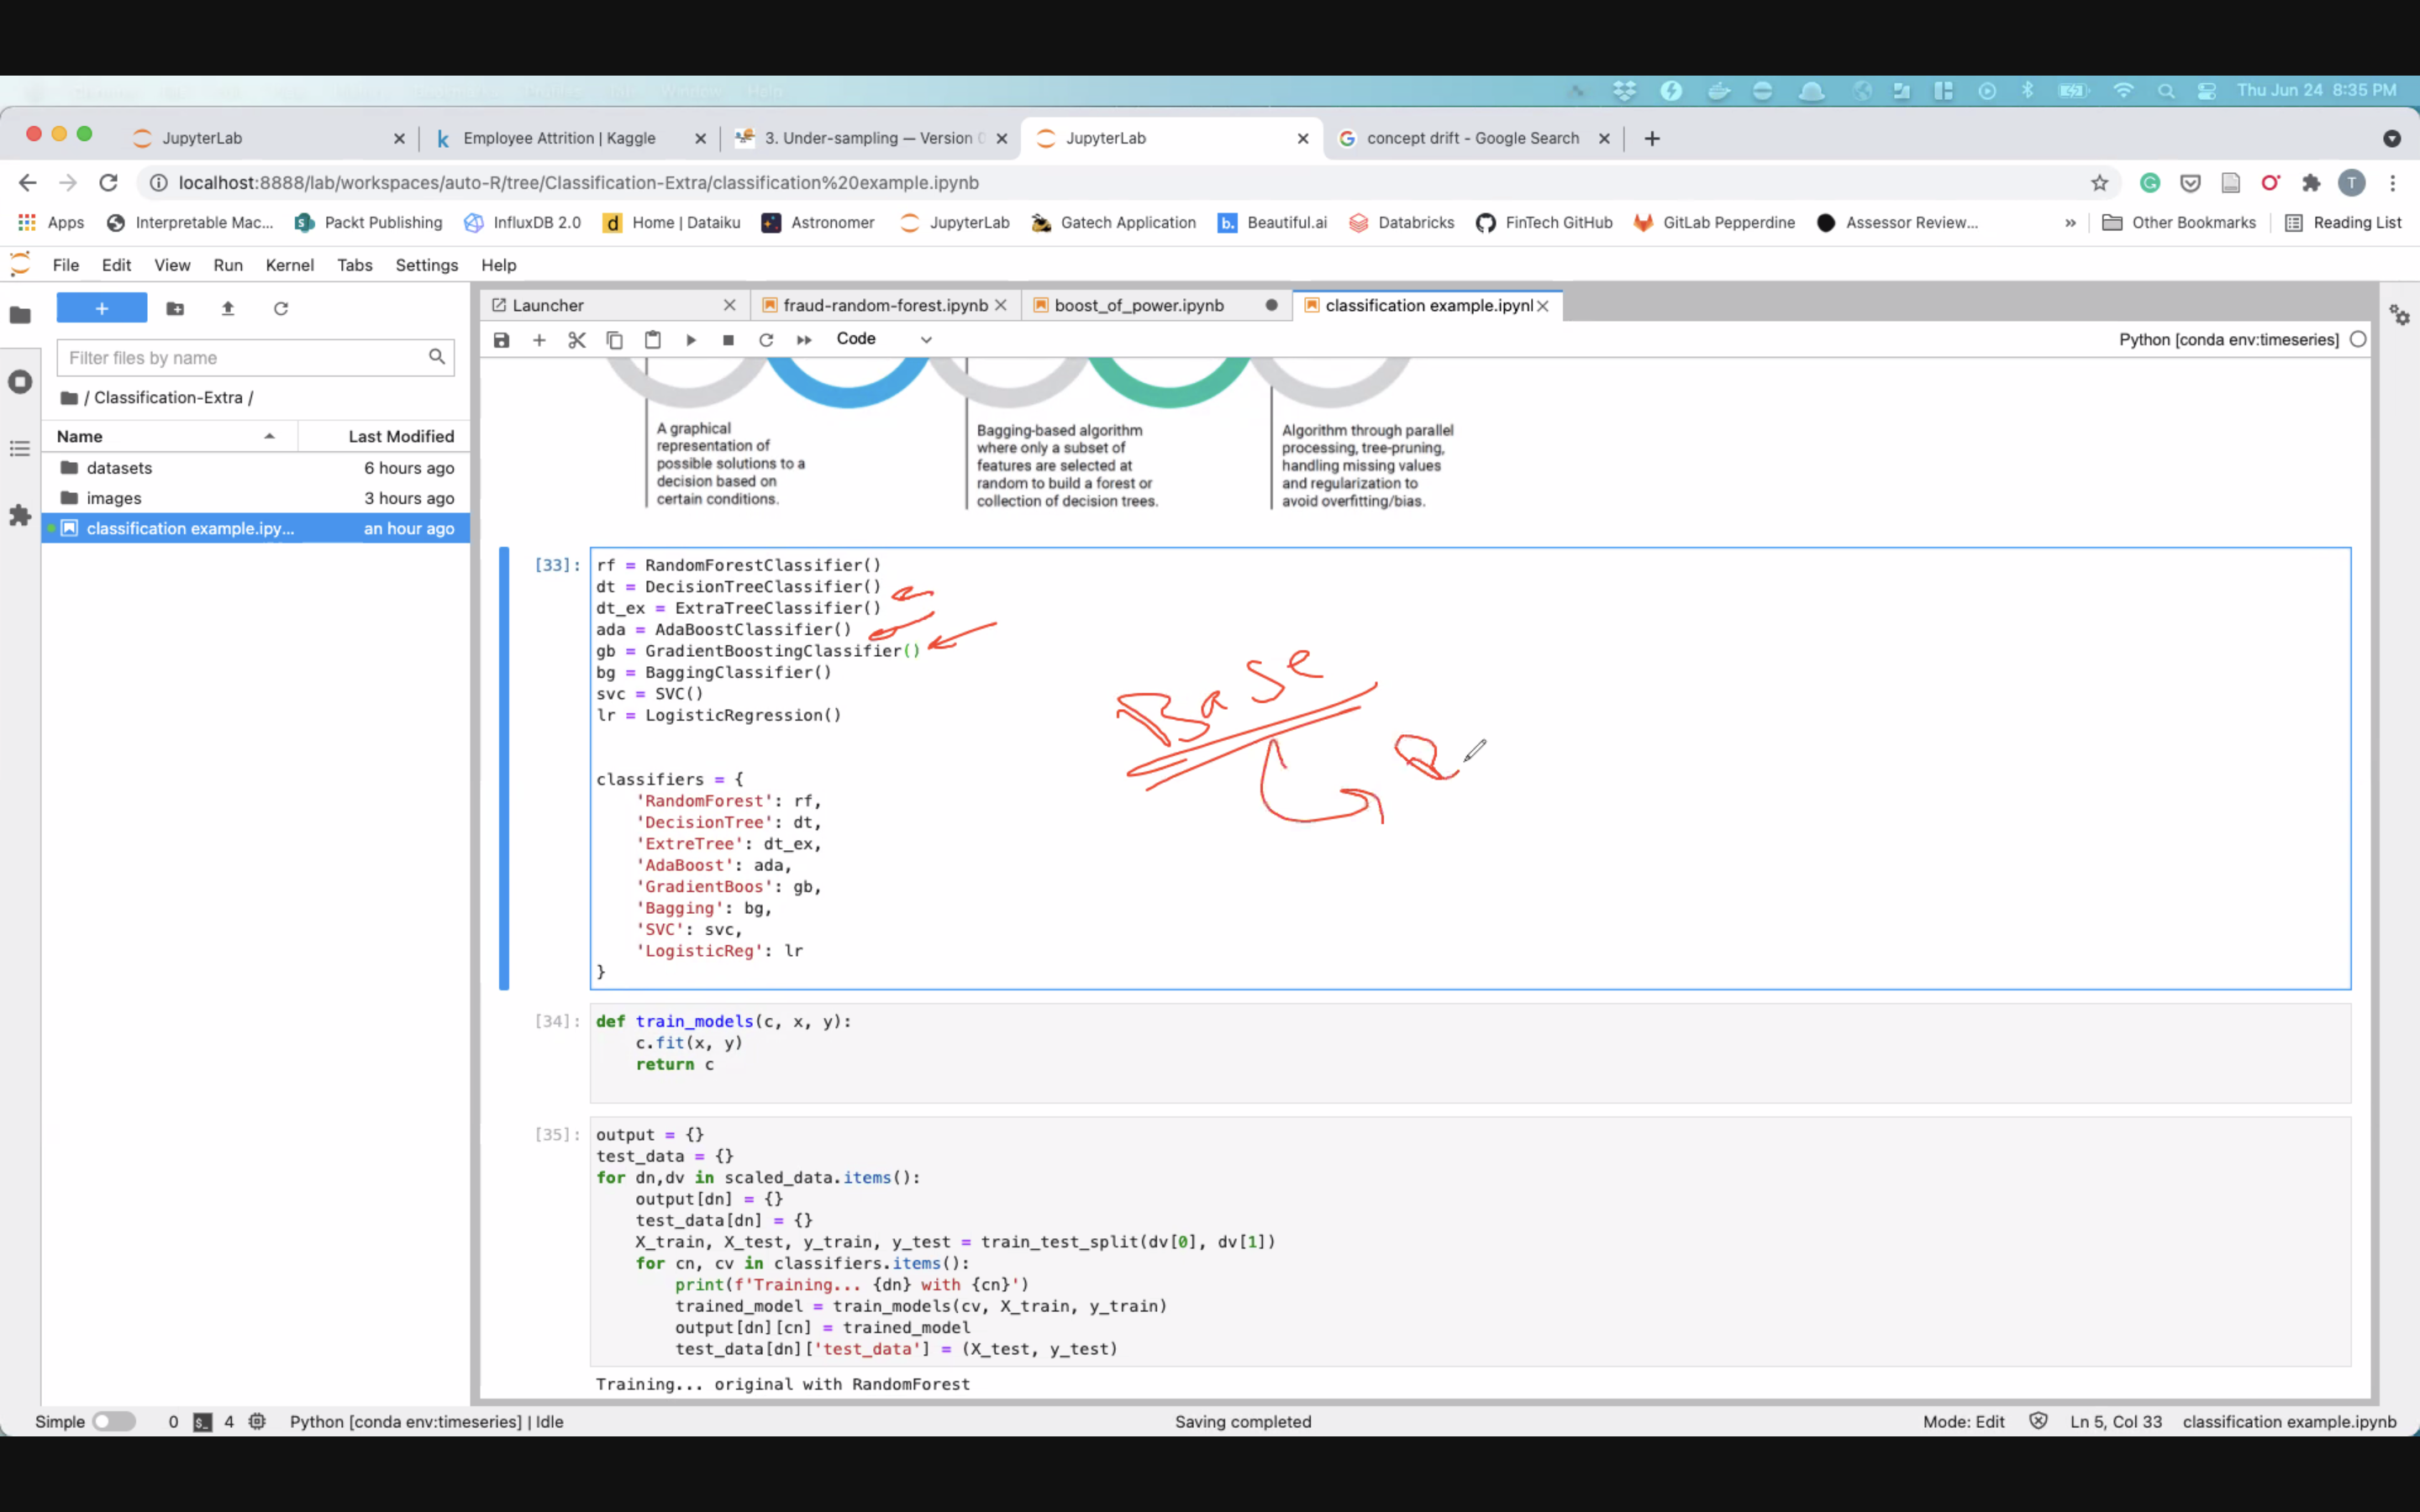 Thu Jun 24 8:35 PM
JupyterLab
Employee Attrition | Kaggle
3. Under-sampling — Version 0
JupyterLab
concept drift - Google Search
localhost:8888/lab/workspaces/auto-R/tree/Classification-Extra/classification%20example.ipynb
T
Apps
Interpretable Mac...
Packt Publishing
InfluxDB 2.0
Home | Dataiku
Astronomer
JupyterLab
Gatech Application
Beautiful.ai
Databricks
FinTech GitHub
GitLab Pepperdine
Assessor Review...
»
Other Bookmarks
Reading List
File Edit View Run Kernel Tabs Settings Help
Launcher
fraud-random-forest.ipynb
boost_of_power.ipynb
classification example.ipynl
Code
Python [conda env:timeseries]
Filter files by name
/ Classification-Extra /
Name Last Modified
datasets 6 hours ago
images 3 hours ago
classification example.ipy... an hour ago
A graphical
representation of
possible solutions to a
decision based on
certain conditions.
Bagging-based algorithm
where only a subset of
features are selected at
random to build a forest or
collection of decision trees.
Algorithm through parallel
processing, tree-pruning,
handling missing values
and regularization to
avoid overfitting/bias.
[33]: rf = RandomForestClassifier()
dt = DecisionTreeClassifier()
dt_ex = ExtraTreeClassifier()
ada = AdaBoostClassifier()
gb = GradientBoostingClassifier()
bg = BaggingClassifier()
svc = SVC()
lr = LogisticRegression()
classifiers = {
'RandomForest': rf,
'DecisionTree': dt,
'ExtreTree': dt_ex,
'AdaBoost': ada,
'GradientBoos': gb,
'Bagging': bg,
'SVC': svc,
'LogisticReg': lr
}
Base
[34]: def train_models(c, x, y):
c.fit(x, y)
return c
[35]: output = {}
test_data = {}
for dn,dv in scaled_data.items():
output[dn] = {}
test_data[dn] = {}
X_train, X_test, y_train, y_test = train_test_split(dv[0], dv[1])
for cn, cv in classifiers.items():
print(f'Training... {dn} with {cn}')
trained_model = train_models(cv, X_train, y_train)
output[dn][cn] = trained_model
test_data[dn]['test_data'] = (X_test, y_test)
Training... original with RandomForest
Simple 0 4 Python [conda env:timeseries] | Idle
Saving completed
Mode: Edit Ln 5, Col 33 classification example.ipynb